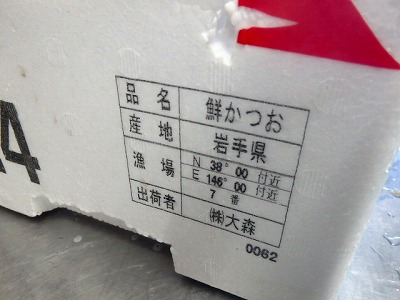 品名 鮮かつお
産地 岩手県
漁場 N 38° 00 付近
E 146° 00 付近
7 番
出荷者 ㈱大森
0062
4